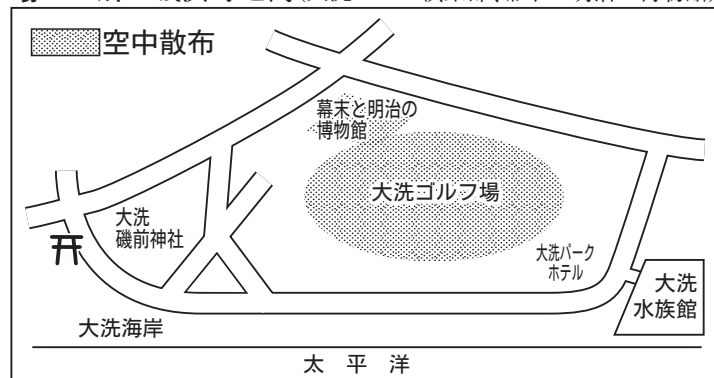 空中散布
幕末と明治の
博物館
大洗ゴルフ場
大洗
磯前神社
大洗パーク
ホテル
大洗
水族館
大洗海岸
太平洋